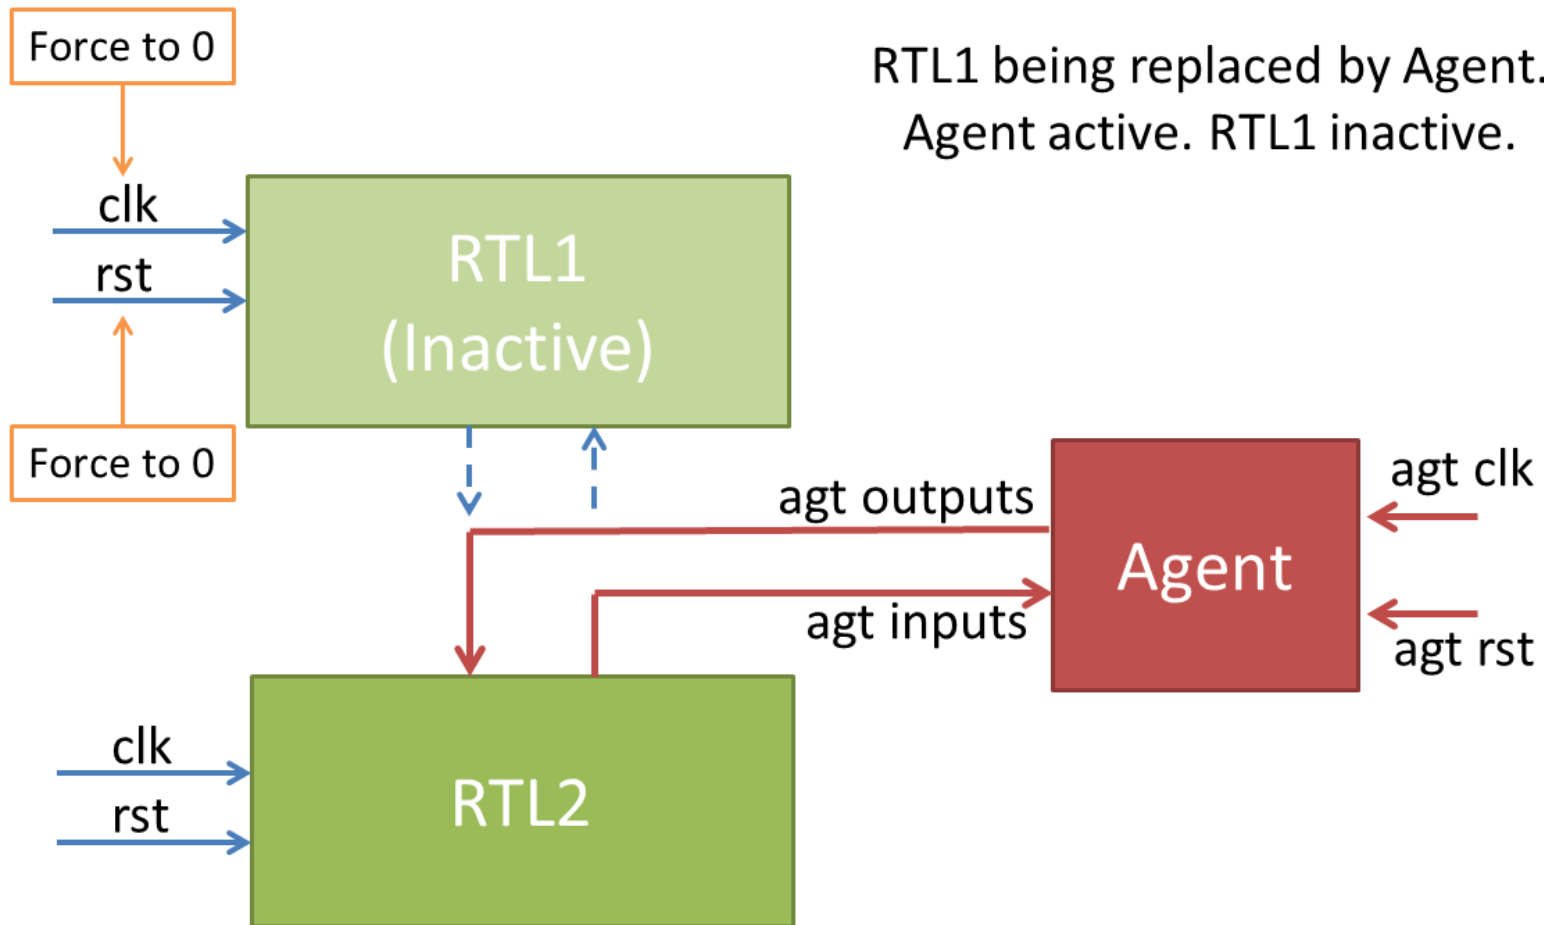 Force to 0
RTL1 being replaced by Agent.
Agent active. RTL1 inactive.
clk
rst
RTL1
(Inactive)
Force to 0
agt outputs
agt clk
Agent
agt inputs
agt rst
clk
rst
RTL2